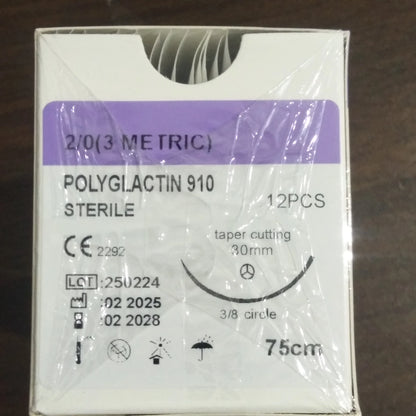 2/0(3 METRIC)
POLYGLACTIN 910
STERILE
12PCS
CE 2292
taper cutting
30mm
LOT :250224
:02 2025
:02 2028
3/8 circle
75cm